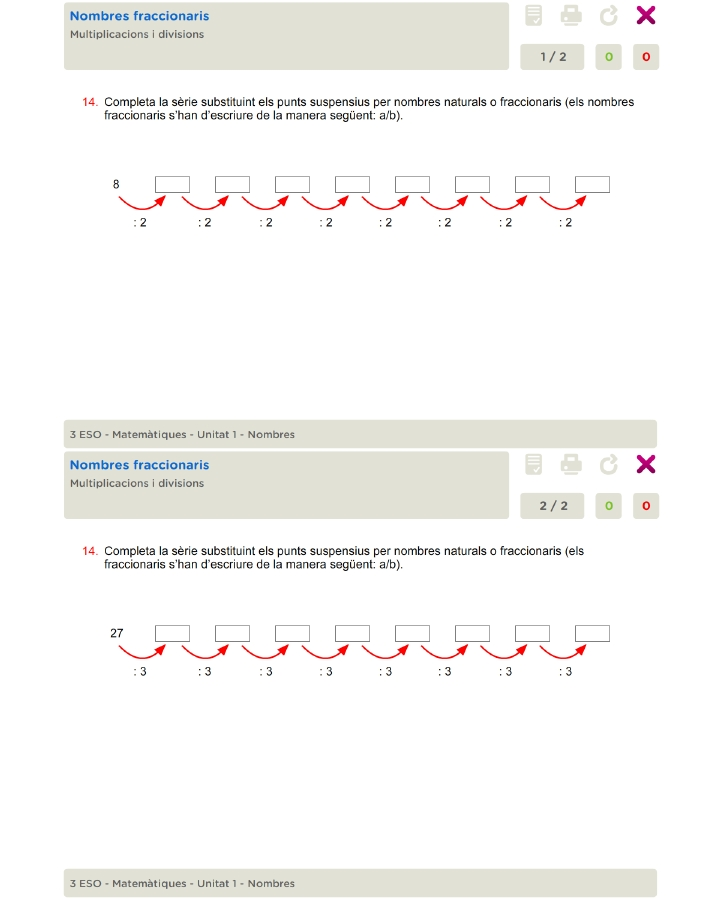 Nombres fraccionaris
Multiplicacions i divisions
1 / 2
0
0
14. Completa la sèrie substituint els punts suspensius per nombres naturals o fraccionaris (els nombres
fraccionaris s'han d'escriure de la manera següent: a/b).
8
: 2 : 2 : 2 : 2 : 2 : 2 : 2 : 2
3 ESO - Matemàtiques - Unitat 1 - Nombres
Nombres fraccionaris
Multiplicacions i divisions
2 / 2
0
0
14. Completa la sèrie substituint els punts suspensius per nombres naturals o fraccionaris (els
fraccionaris s'han d'escriure de la manera següent: a/b).
27
: 3 : 3 : 3 : 3 : 3 : 3 : 3 : 3
3 ESO - Matemàtiques - Unitat 1 - Nombres